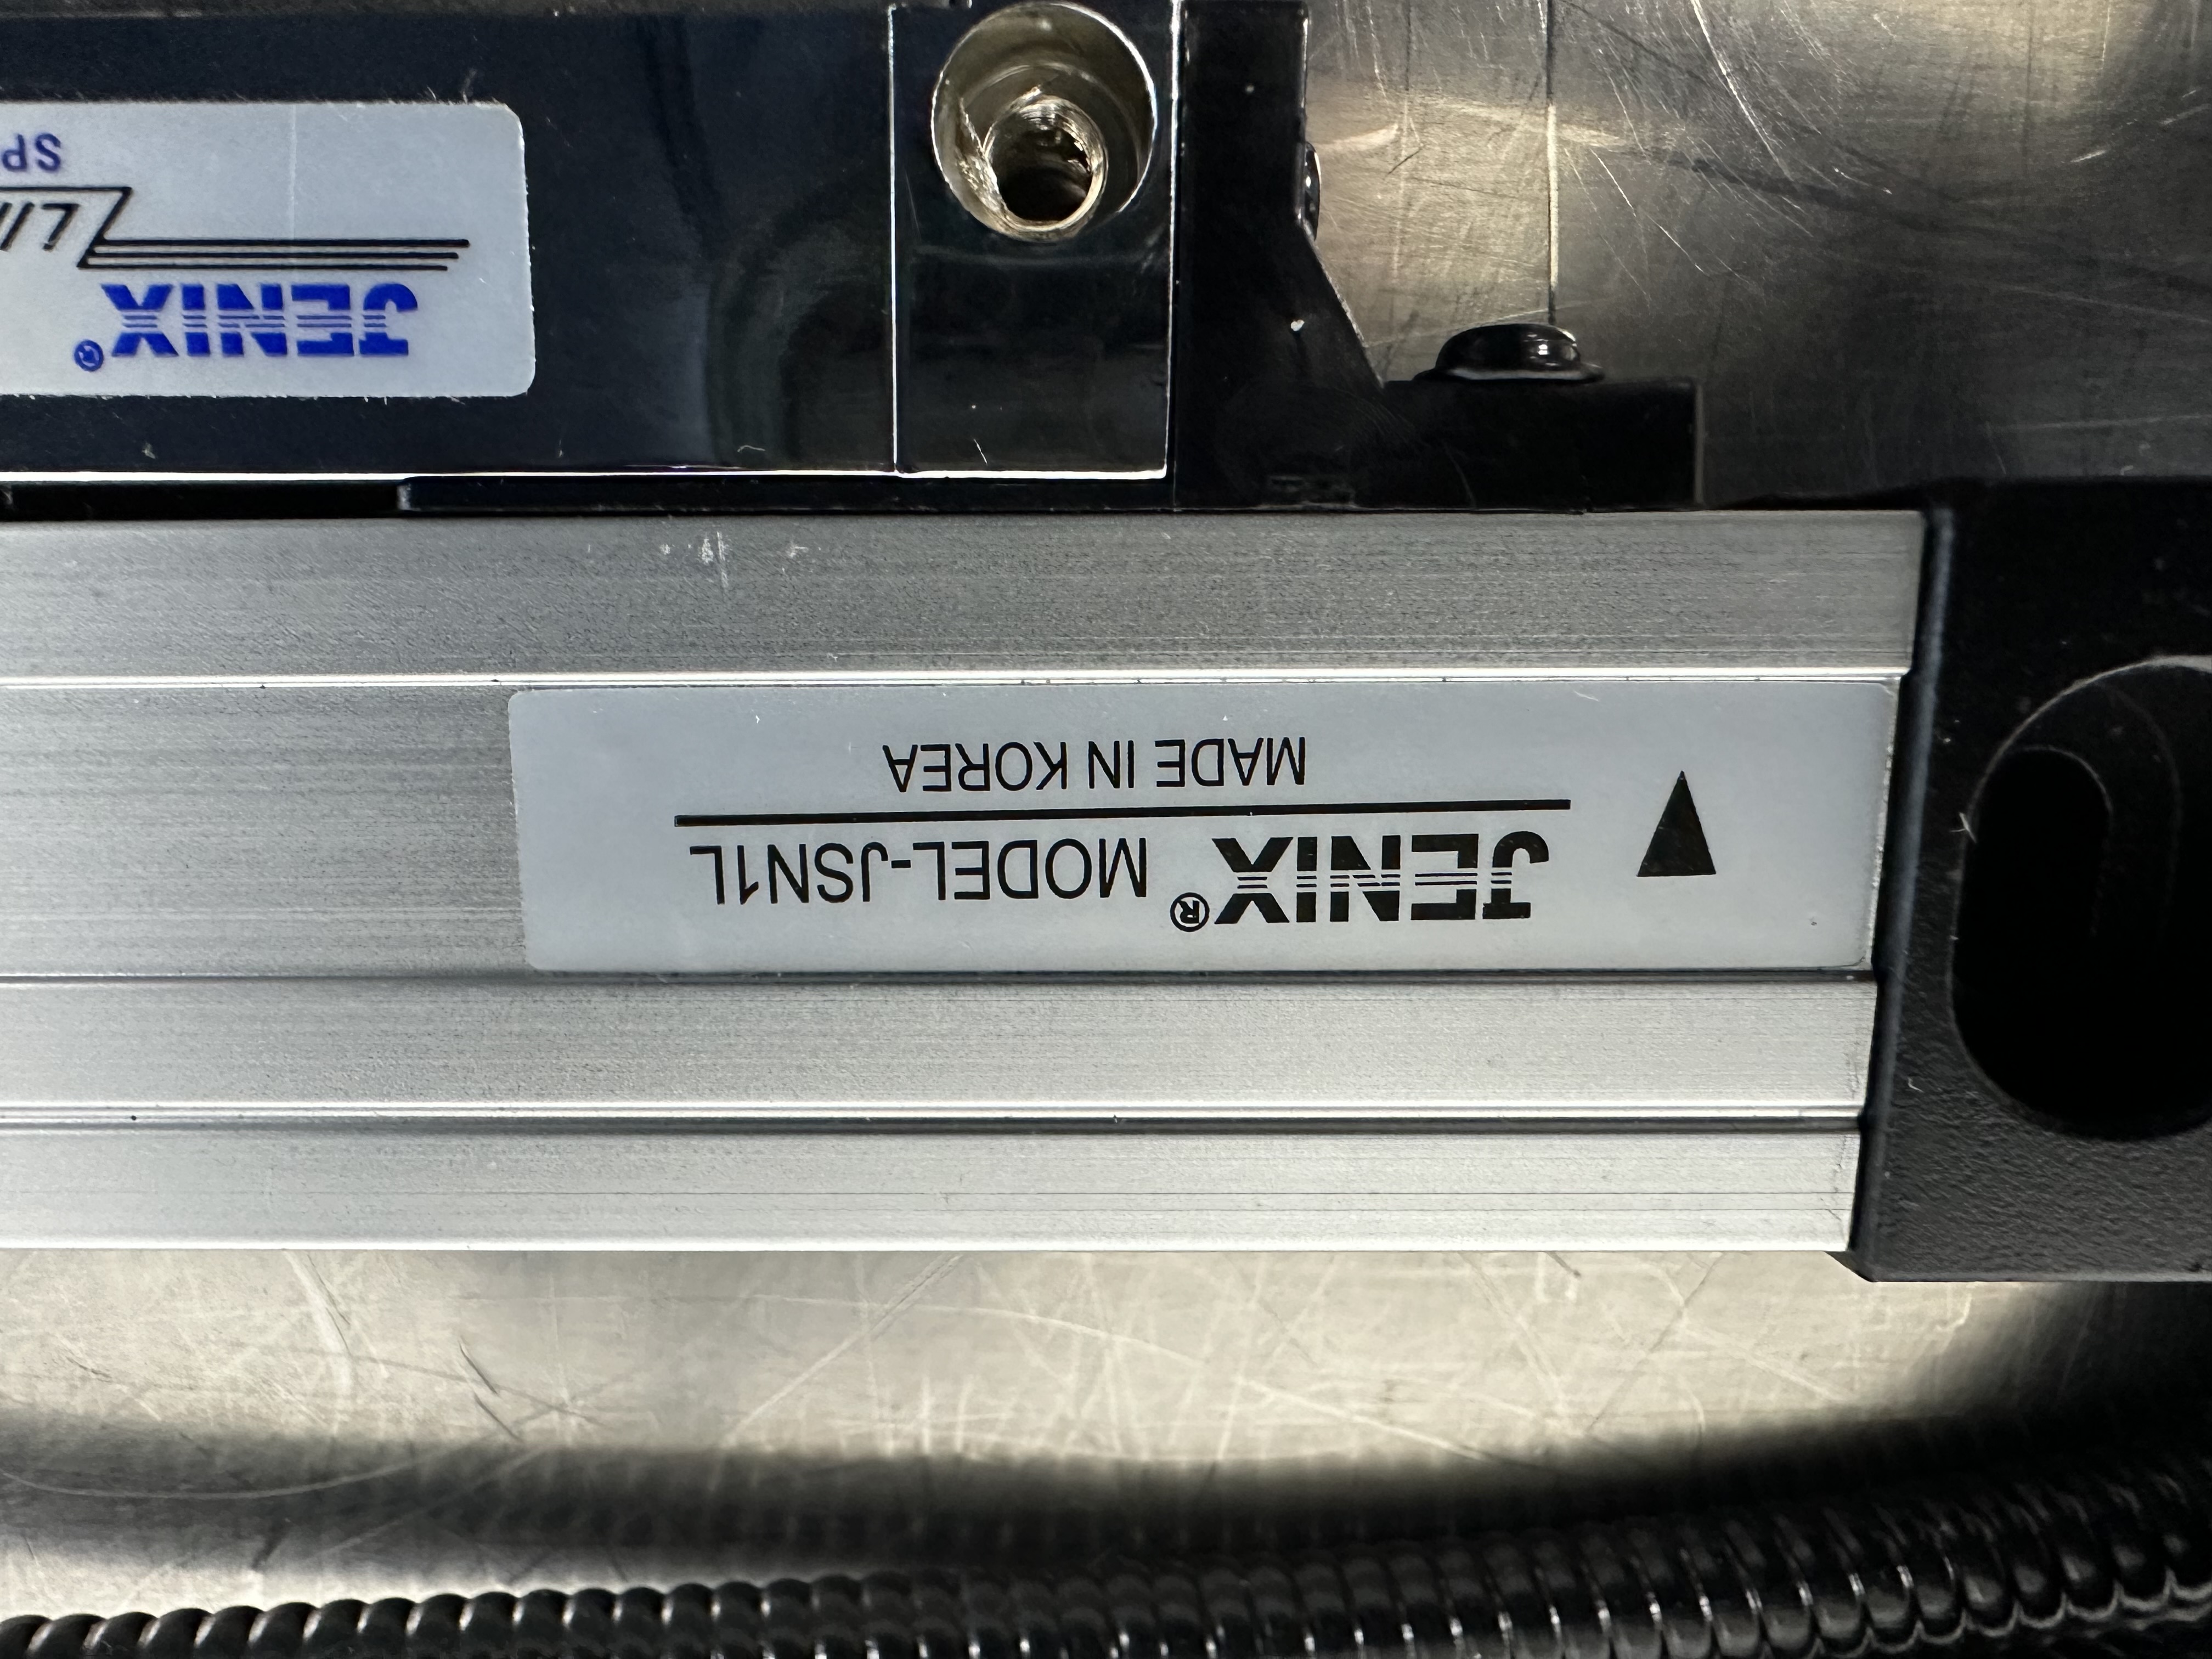 JENIX® MODEL-JSN1L
MADE IN KOREA
JENIX®